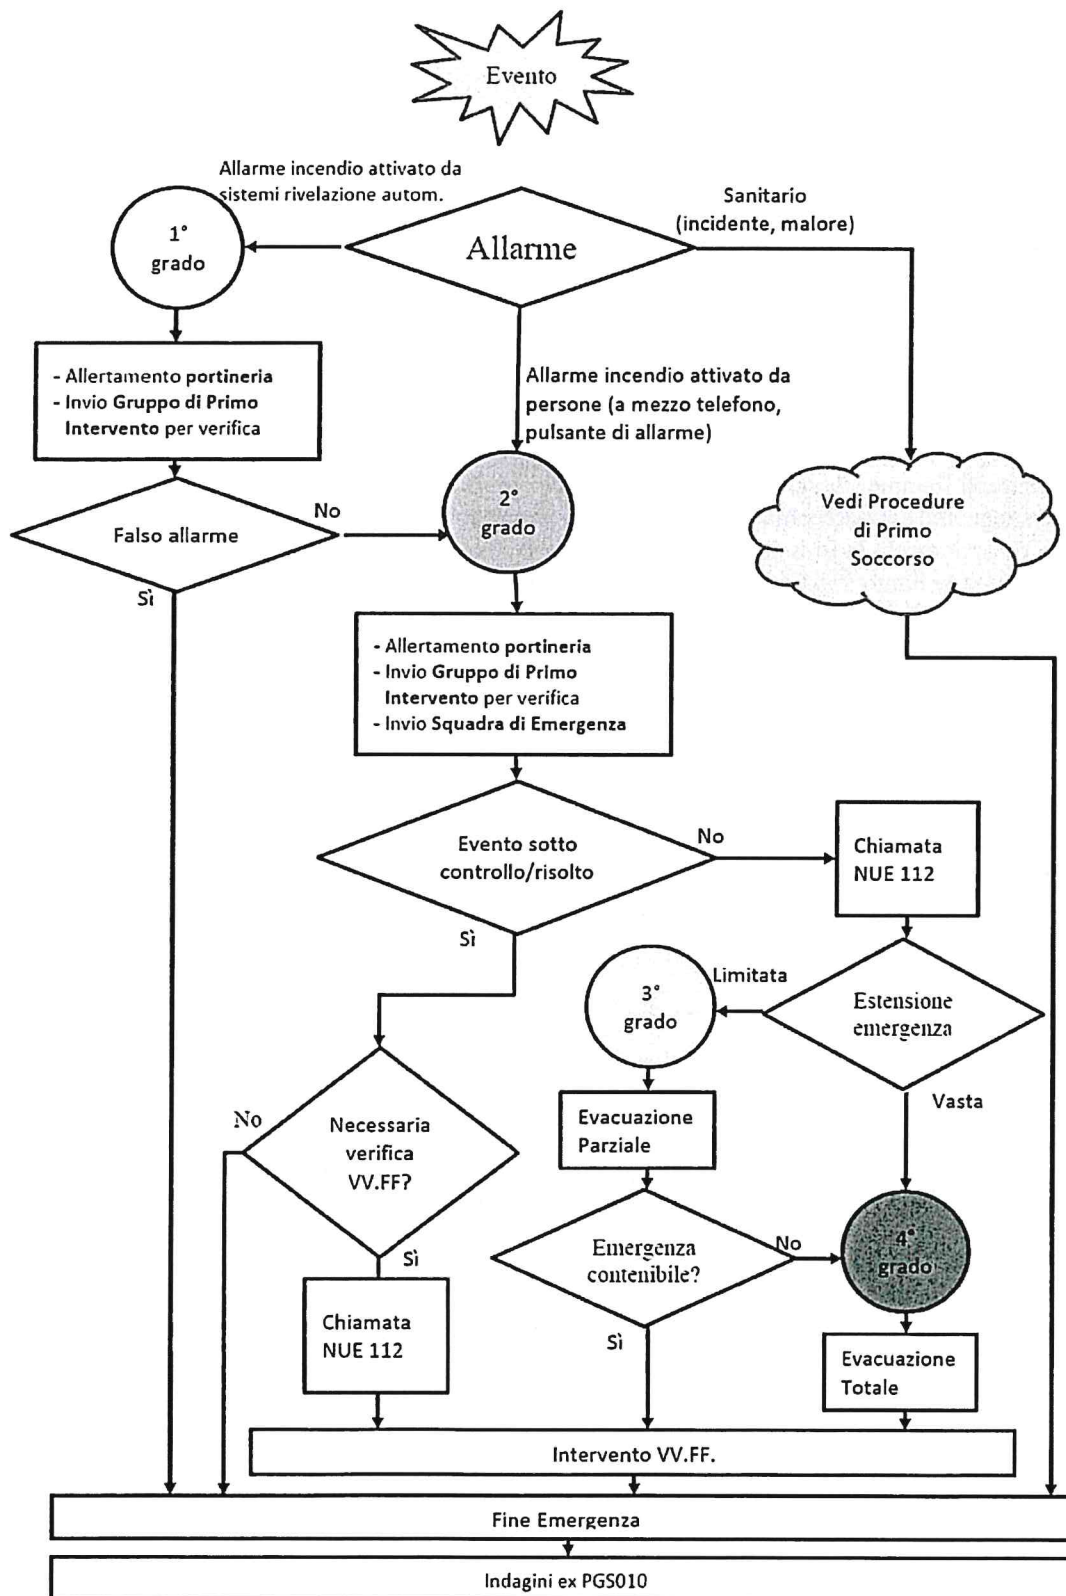 Evento
Allarme incendio attivato da
sistemi rivelazione autom.
Sanitario
(incidente, malore)
1°
grado
Allarme
- Allertamento portineria
- Invio Gruppo di Primo
Intervento per verifica
Allarme incendio attivato da
persone (a mezzo telefono,
pulsante di allarme)
Falso allarme
No
Sì
2°
grado
Vedi Procedure
di Primo
Soccorso
- Allertamento portineria
- Invio Gruppo di Primo
Intervento per verifica
- Invio Squadra di Emergenza
Evento sotto
controllo/risolto
No
Sì
Chiamata
NUE 112
3°
grado
Limitata
Estensione
emergenza
Vasta
Evacuazione
Parziale
No
Necessaria
verifica
VV.FF?
Sì
Emergenza
contenibile?
No
Sì
4°
grado
Chiamata
NUE 112
Evacuazione
Totale
Intervento VV.FF.
Fine Emergenza
Indagini ex PGS010